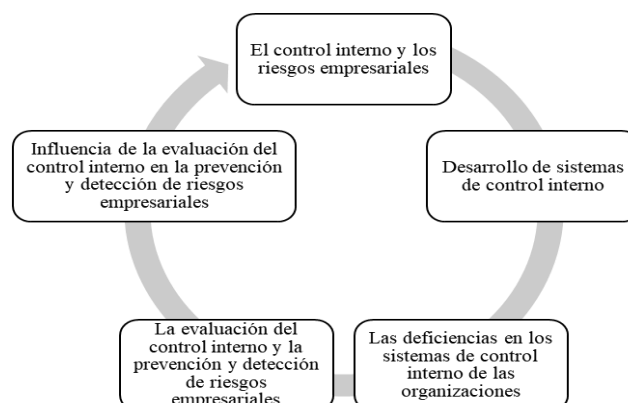 El control interno y los
riesgos empresariales
Desarrollo de sistemas
de control interno
Las deficiencias en los
sistemas de control
interno de las
organizaciones
La evaluación del
control interno y la
prevención y detección
de riesgos
empresariales
Influencia de la evaluación del
control interno en la prevención
y detección de riesgos
empresariales